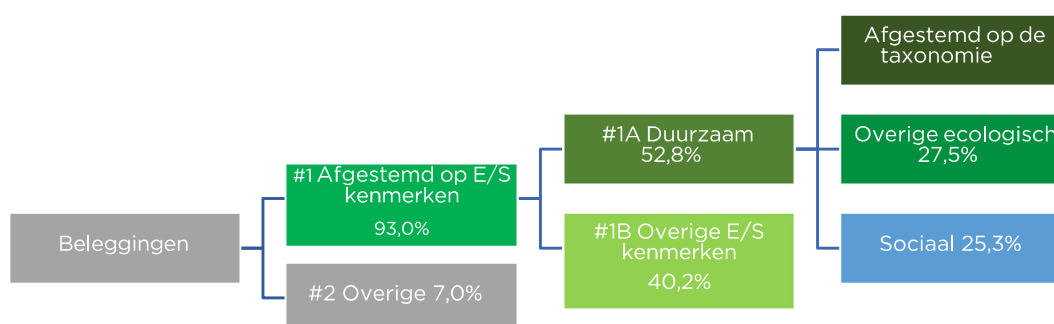 Beleggingen
#1 Afgestemd op E/S
kenmerken
93,0%
#2 Overige 7,0%
#1A Duurzaam
52,8%
#1B Overige E/S
kenmerken
40,2%
Afgestemd op de
taxonomie
Overige ecologisch
27,5%
Sociaal 25,3%